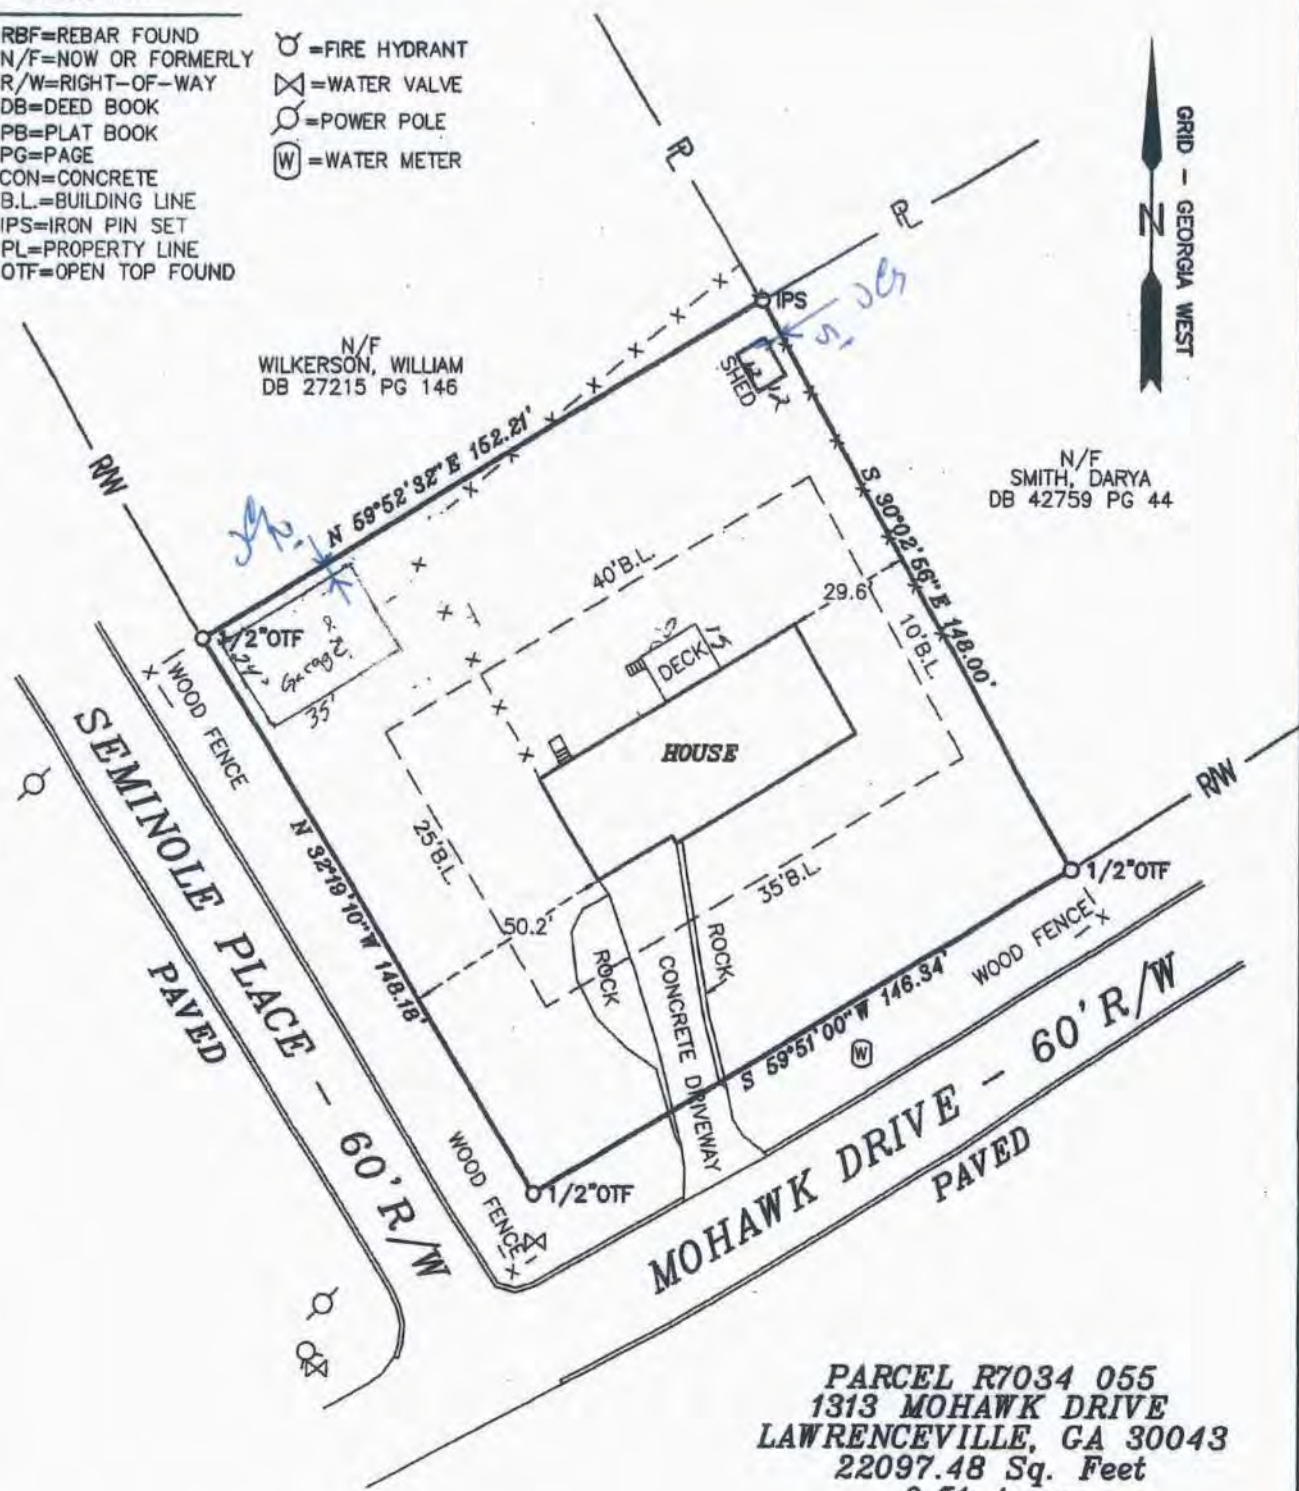 RBF=REBAR FOUND
N/F=NOW OR FORMERLY
R/W=RIGHT-OF-WAY
DB=DEED BOOK
PB=PLAT BOOK
PG=PAGE
CON=CONCRETE
B.L.=BUILDING LINE
IPS=IRON PIN SET
PL=PROPERTY LINE
OTF=OPEN TOP FOUND
=FIRE HYDRANT
=WATER VALVE
=POWER POLE
W =WATER METER
PL
PL
GRID - GEORGIA WEST
N
IPS
N/F
WILKERSON, WILLIAM
DB 27215 PG 146
SHED
12
N/F
SMITH, DARYA
DB 42759 PG 44
R/W
N 59°52'32"E 152.21'
S 30°02'56"E 148.00'
40'B.L.
29.6'
10'B.L.
1/2"OTF
24'
Garage
35'
WOOD FENCE
DECK
15
HOUSE
25'B.L.
35'B.L.
50.2'
N 32°19'10"W 148.18'
R/W
1/2"OTF
ROCK
CONCRETE DRIVEWAY
ROCK
WOOD FENCE
S 59°51'00"W 146.34'
W
SEMINOLE PLACE - 60'R/W
PAVED
WOOD FENCE
1/2"OTF
MOHAWK DRIVE - 60'R/W
PAVED
PARCEL R7034 055
1313 MOHAWK DRIVE
LAWRENCEVILLE, GA 30043
22097.48 Sq. Feet